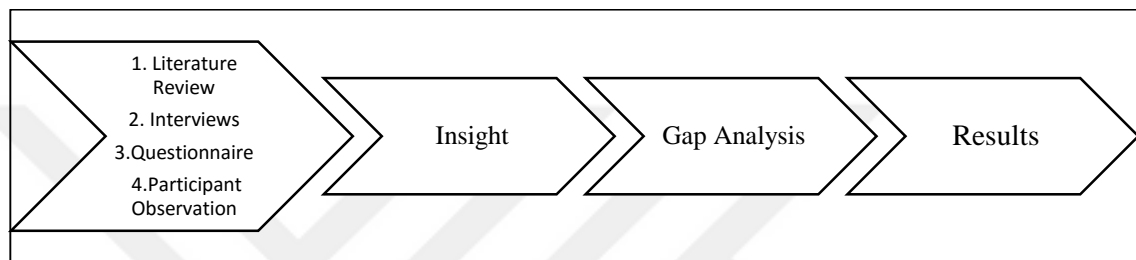 1. Literature
Review
2. Interviews
3.Questionnaire
4.Participant
Observation
Insight
Gap Analysis
Results